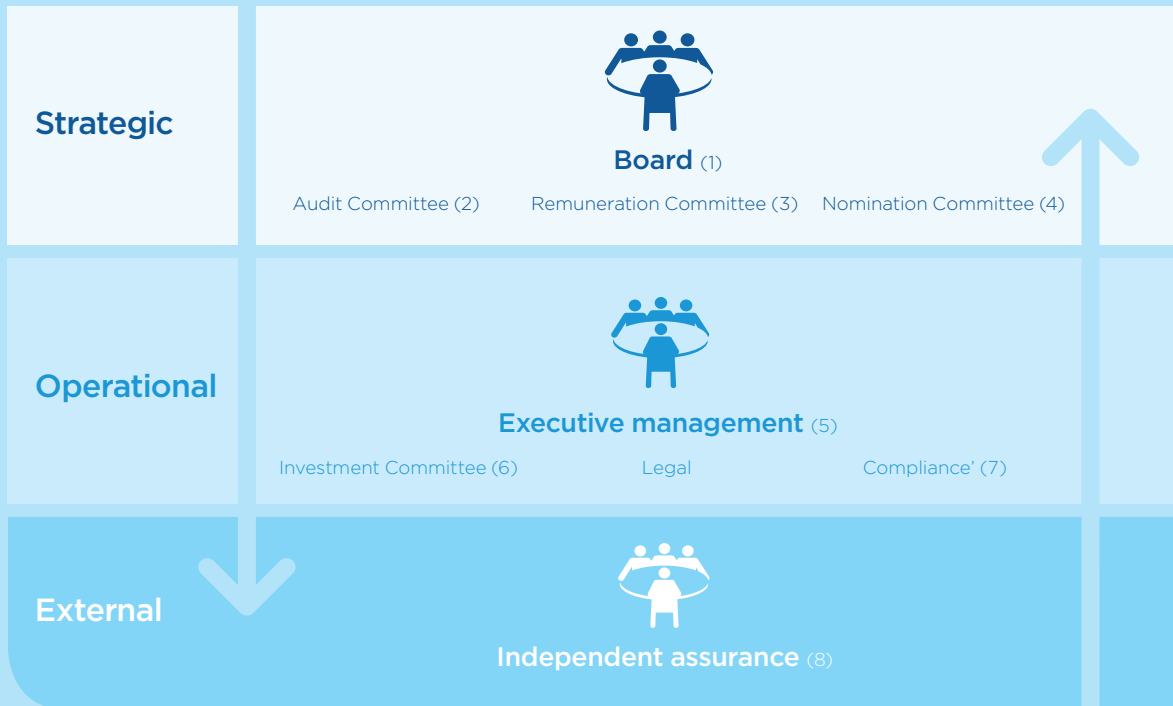 Strategic
Board (1)
Audit Committee (2) Remuneration Committee (3) Nomination Committee (4)
Operational
Executive management (5)
Investment Committee (6) Legal Compliance’ (7)
External
Independent assurance (8)